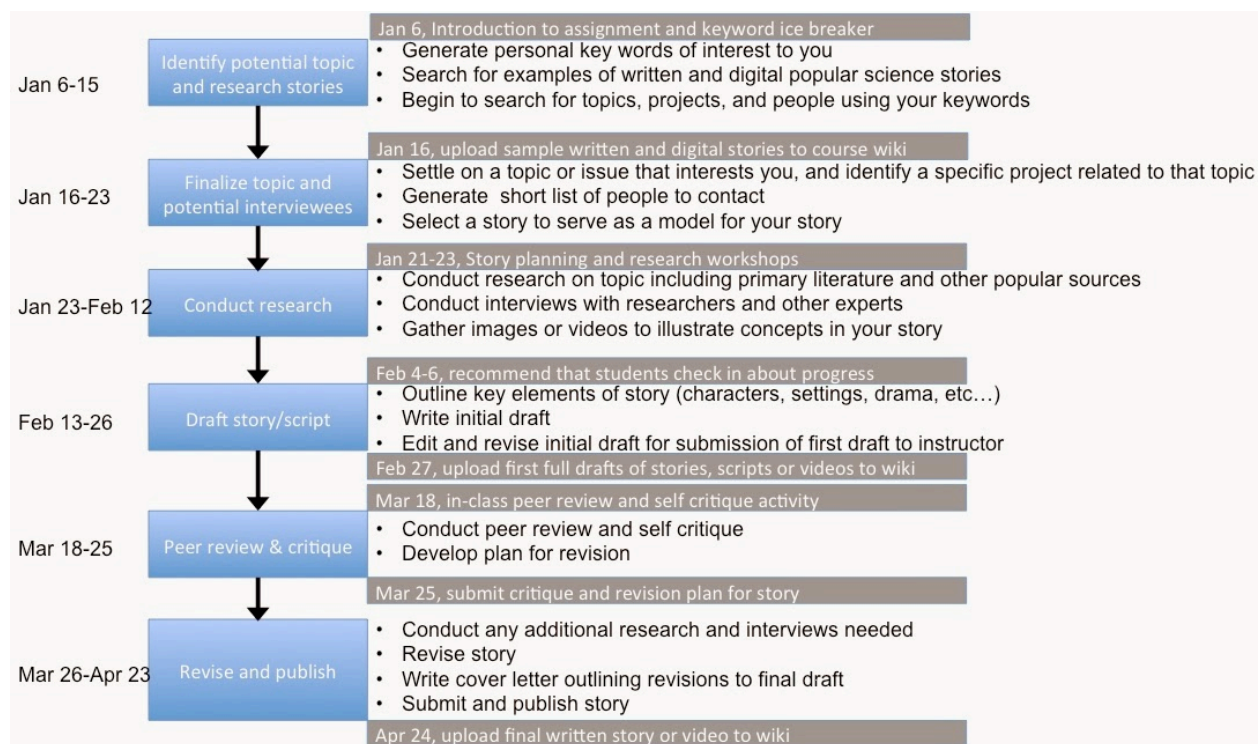 Jan 6, Introduction to assignment and keyword ice breaker
Jan 6-15
Identify potential topic
and research stories
• Generate personal key words of interest to you
• Search for examples of written and digital popular science stories
• Begin to search for topics, projects, and people using your keywords
Jan 16, upload sample written and digital stories to course wiki
Jan 16-23
Finalize topic and
potential interviewees
• Settle on a topic or issue that interests you, and identify a specific project related to that topic
• Generate  short list of people to contact
• Select a story to serve as a model for your story
Jan 21-23, Story planning and research workshops
Jan 23-Feb 12
Conduct research
• Conduct research on topic including primary literature and other popular sources
• Conduct interviews with researchers and other experts
• Gather images or videos to illustrate concepts in your story
Feb 4-6, recommend that students check in about progress
Feb 13-26
Draft story/script
• Outline key elements of story (characters, settings, drama, etc…)
• Write initial draft
• Edit and revise initial draft for submission of first draft to instructor
Feb 27, upload first full drafts of stories, scripts or videos to wiki
Mar 18, in-class peer review and self critique activity
Mar 18-25
Peer review & critique
• Conduct peer review and self critique
• Develop plan for revision
Mar 25, submit critique and revision plan for story
Mar 26-Apr 23
Revise and publish
• Conduct any additional research and interviews needed
• Revise story
• Write cover letter outlining revisions to final draft
• Submit and publish story
Apr 24, upload final written story or video to wiki